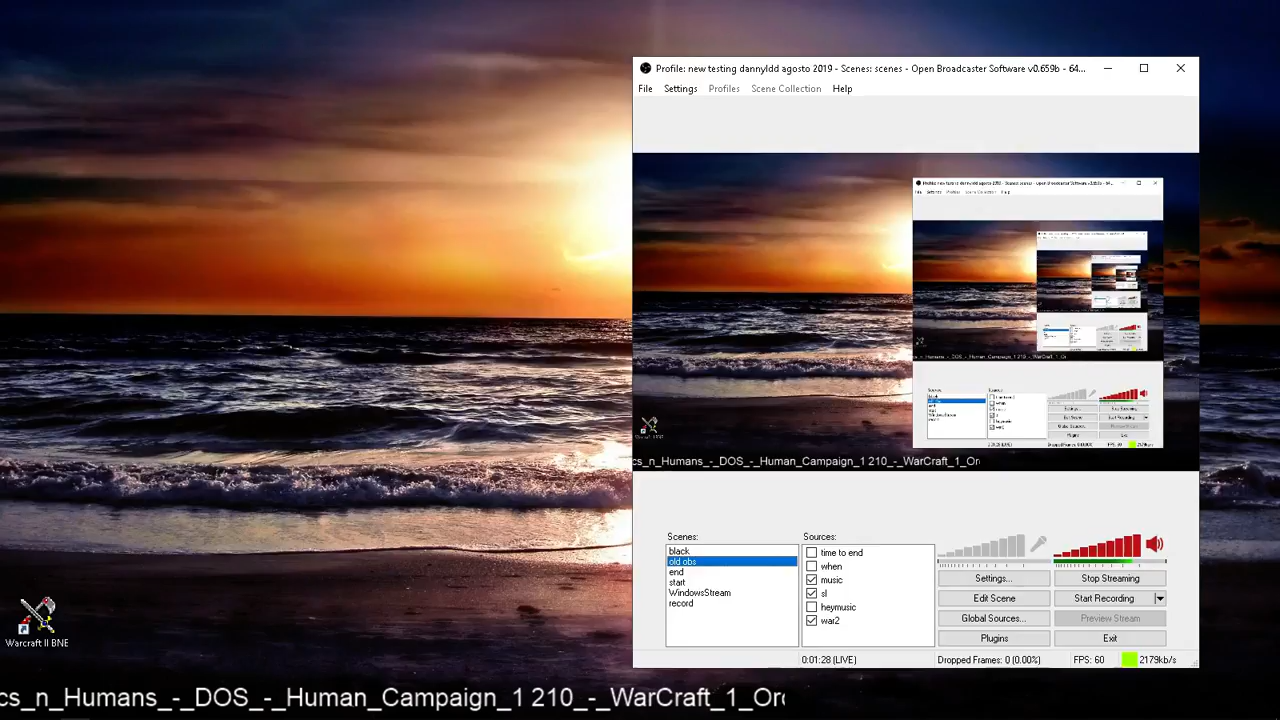 Profile: new testing dannyldd agosto 2019 - Scenes: scenes - Open Broadcaster Software v0.659b - 64...
File Settings Profiles Scene Collection Help
cs_n_Humans_-_DOS_-_Human_Campaign_1 210_-_WarCraft_1_Or
Scenes:
black
old obs
end
start
WindowsStream
record
Sources:
time to end
when
music
sl
heymusic
war2
Settings...
Stop Streaming
Edit Scene
Start Recording
Global Sources...
Preview Stream
Plugins
Exit
0:01:28 (LIVE)
Dropped Frames: 0 (0.00%)
FPS: 60
2179kb/s
Warcraft II BNE
cs_n_Humans_-_DOS_-_Human_Campaign_1 210_-_WarCraft_1_Orc